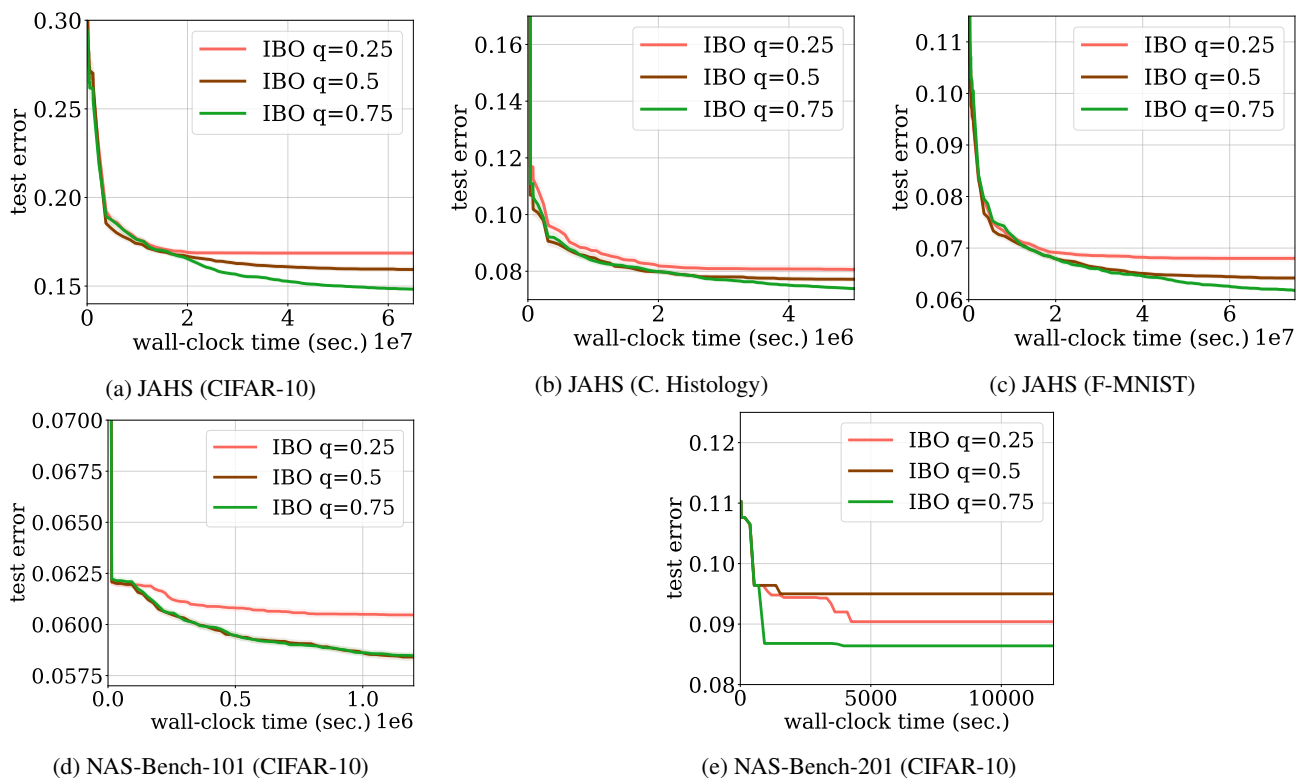 0.30
0.25
0.20
0.15
test error
IBO q=0.25
IBO q=0.5
IBO q=0.75
0 2 4 6
wall-clock time (sec.) 1e7
(a) JAHS (CIFAR-10)
0.16
0.14
0.12
0.10
0.08
test error
IBO q=0.25
IBO q=0.5
IBO q=0.75
0 2 4
wall-clock time (sec.) 1e6
(b) JAHS (C. Histology)
0.11
0.10
0.09
0.08
0.07
0.06
test error
IBO q=0.25
IBO q=0.5
IBO q=0.75
0 2 4 6
wall-clock time (sec.) 1e7
(c) JAHS (F-MNIST)
0.0700
0.0675
0.0650
0.0625
0.0600
0.0575
test error
IBO q=0.25
IBO q=0.5
IBO q=0.75
0.0 0.5 1.0
wall-clock time (sec.) 1e6
(d) NAS-Bench-101 (CIFAR-10)
0.12
0.11
0.10
0.09
0.08
test error
IBO q=0.25
IBO q=0.5
IBO q=0.75
0 5000 10000
wall-clock time (sec.)
(e) NAS-Bench-201 (CIFAR-10)